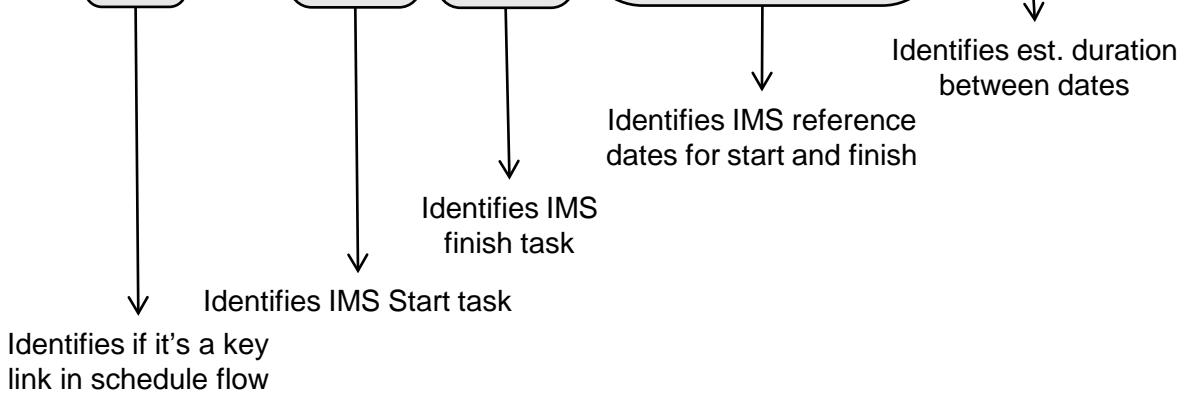 Identifies est. duration
between dates
Identifies IMS reference
dates for start and finish
Identifies IMS
finish task
Identifies IMS Start task
Identifies if it's a key
link in schedule flow